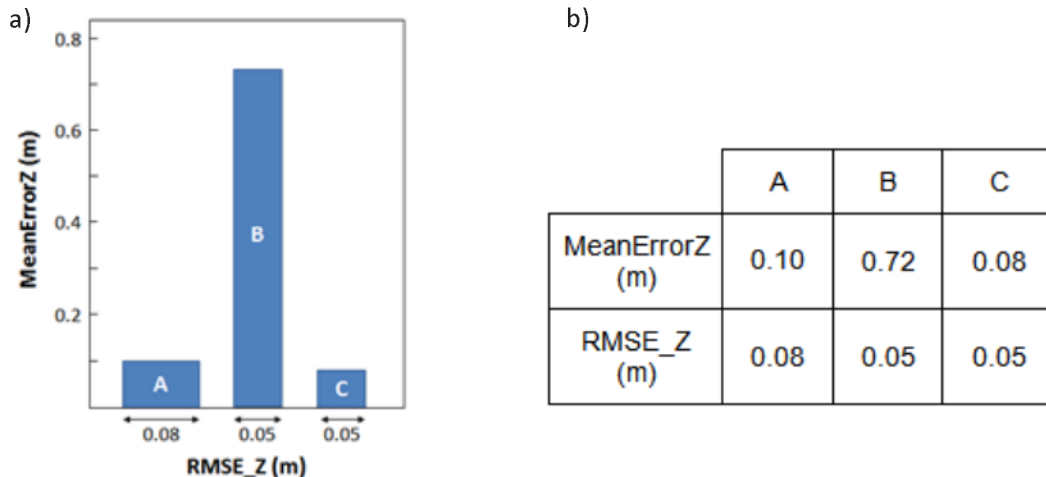 a)
0.8
0.6
0.4
0.2
MeanErrorZ (m)
A
B
C
0.08
0.05
0.05
RMSE_Z (m)
b)
A B C
MeanErrorZ
(m)
0.10 0.72 0.08
RMSE_Z
(m)
0.08 0.05 0.05